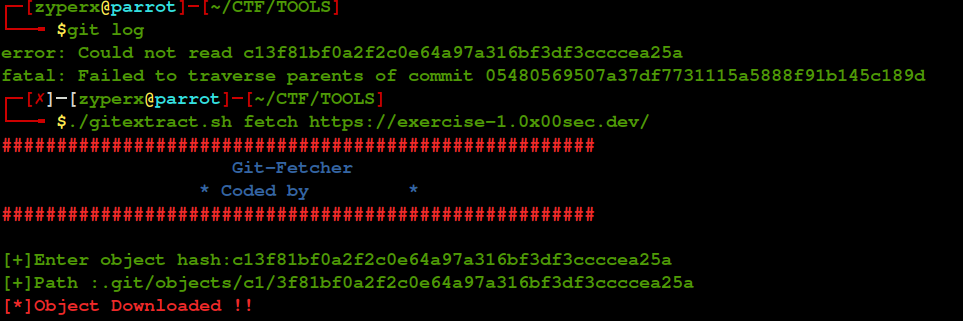 ┌─[zyperx@parrot]─[~/CTF/TOOLS]
└──╼ $git log
error: Could not read c13f81bf0a2f2c0e64a97a316bf3df3ccccea25a
fatal: Failed to traverse parents of commit 05480569507a37df7731115a5888f91b145c189d
┌─[✗]─[zyperx@parrot]─[~/CTF/TOOLS]
└──╼ $./gitextract.sh fetch https://exercise-1.0x00sec.dev/
######################################################
Git-Fetcher
* Coded by *
######################################################
[+]Enter object hash:c13f81bf0a2f2c0e64a97a316bf3df3ccccea25a
[+]Path :.git/objects/c1/3f81bf0a2f2c0e64a97a316bf3df3ccccea25a
[*]Object Downloaded !!